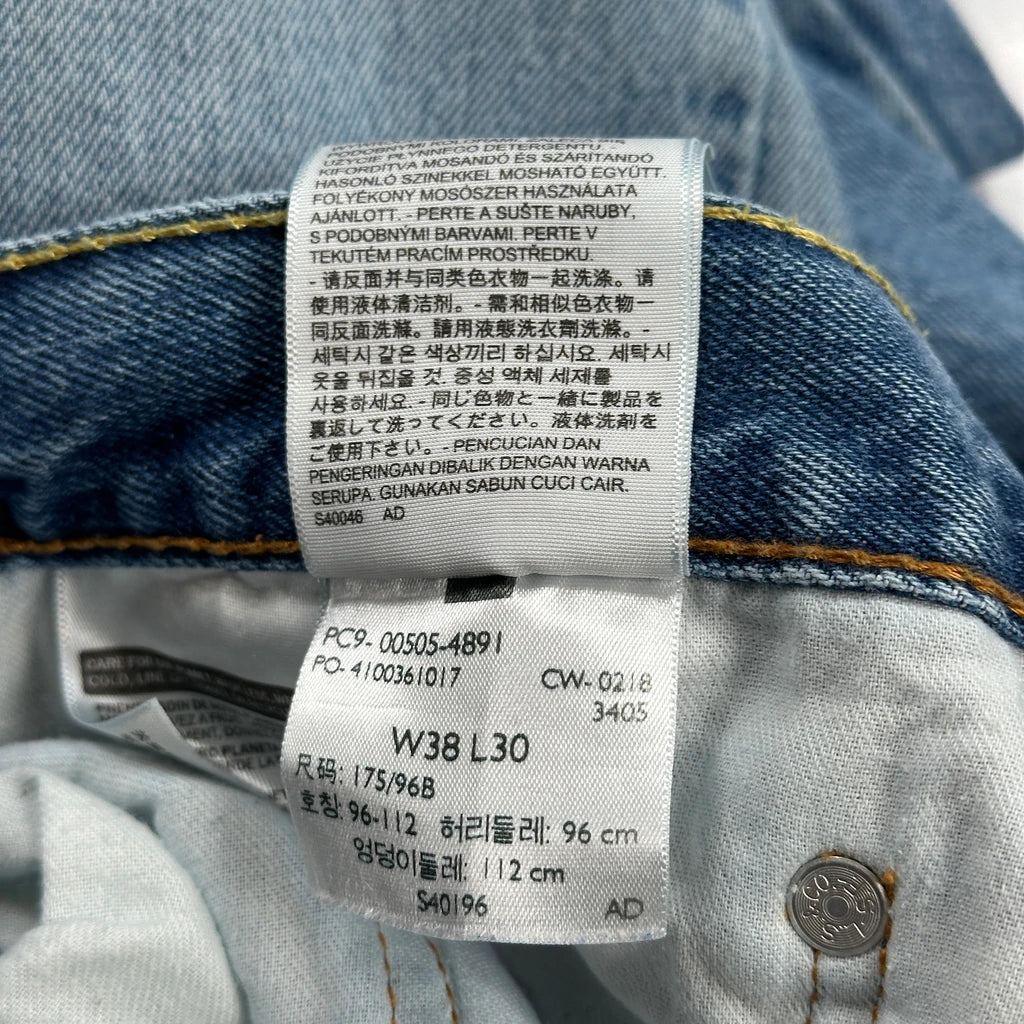 UŻYCIE PŁYNNEGO DETERGENTU
KIFORDÍTVA MOSANDÓ ÉS SZÁRÍTANDÓ
HASONLÓ SZINEKKEL MOSHATÓ EGYÜTT.
FOLYÉKONY MOSÓSZER HASZNÁLATA
AJÁNLOTT. - PERTE A SUŠTE NARUBY,
S PODOBNÝMI BARVAMI. PERTE V
TEKUTÉM PRACÍM PROSTŘEDKU.
- 请反面并与同类色衣物一起洗涤。请
使用液体清洁剂。- 需和相似色衣物一
同反面洗滌。請用液態洗衣劑洗滌。-
세탁시 같은 색상끼리 하십시요. 세탁시
옷을 뒤집을 것. 중성 액체 세제를
사용하세요. - 同じ色物と一緒に製品を
裏返して洗ってください。液体洗剤を
ご使用下さい。- PENCUCIAN DAN
PENGERINGAN DIBALIK DENGAN WARNA
SERUPA. GUNAKAN SABUN CUCI CAIR.
S40046 AD
PC9- 00505-4891
PO- 4100361017 CW- 0218
3405
W38 L30
尺码: 175/96B
호칭: 96-112 허리둘레: 96 cm
엉덩이둘레: 112 cm
S40196 AD
CARE FOR
COLD, LINE